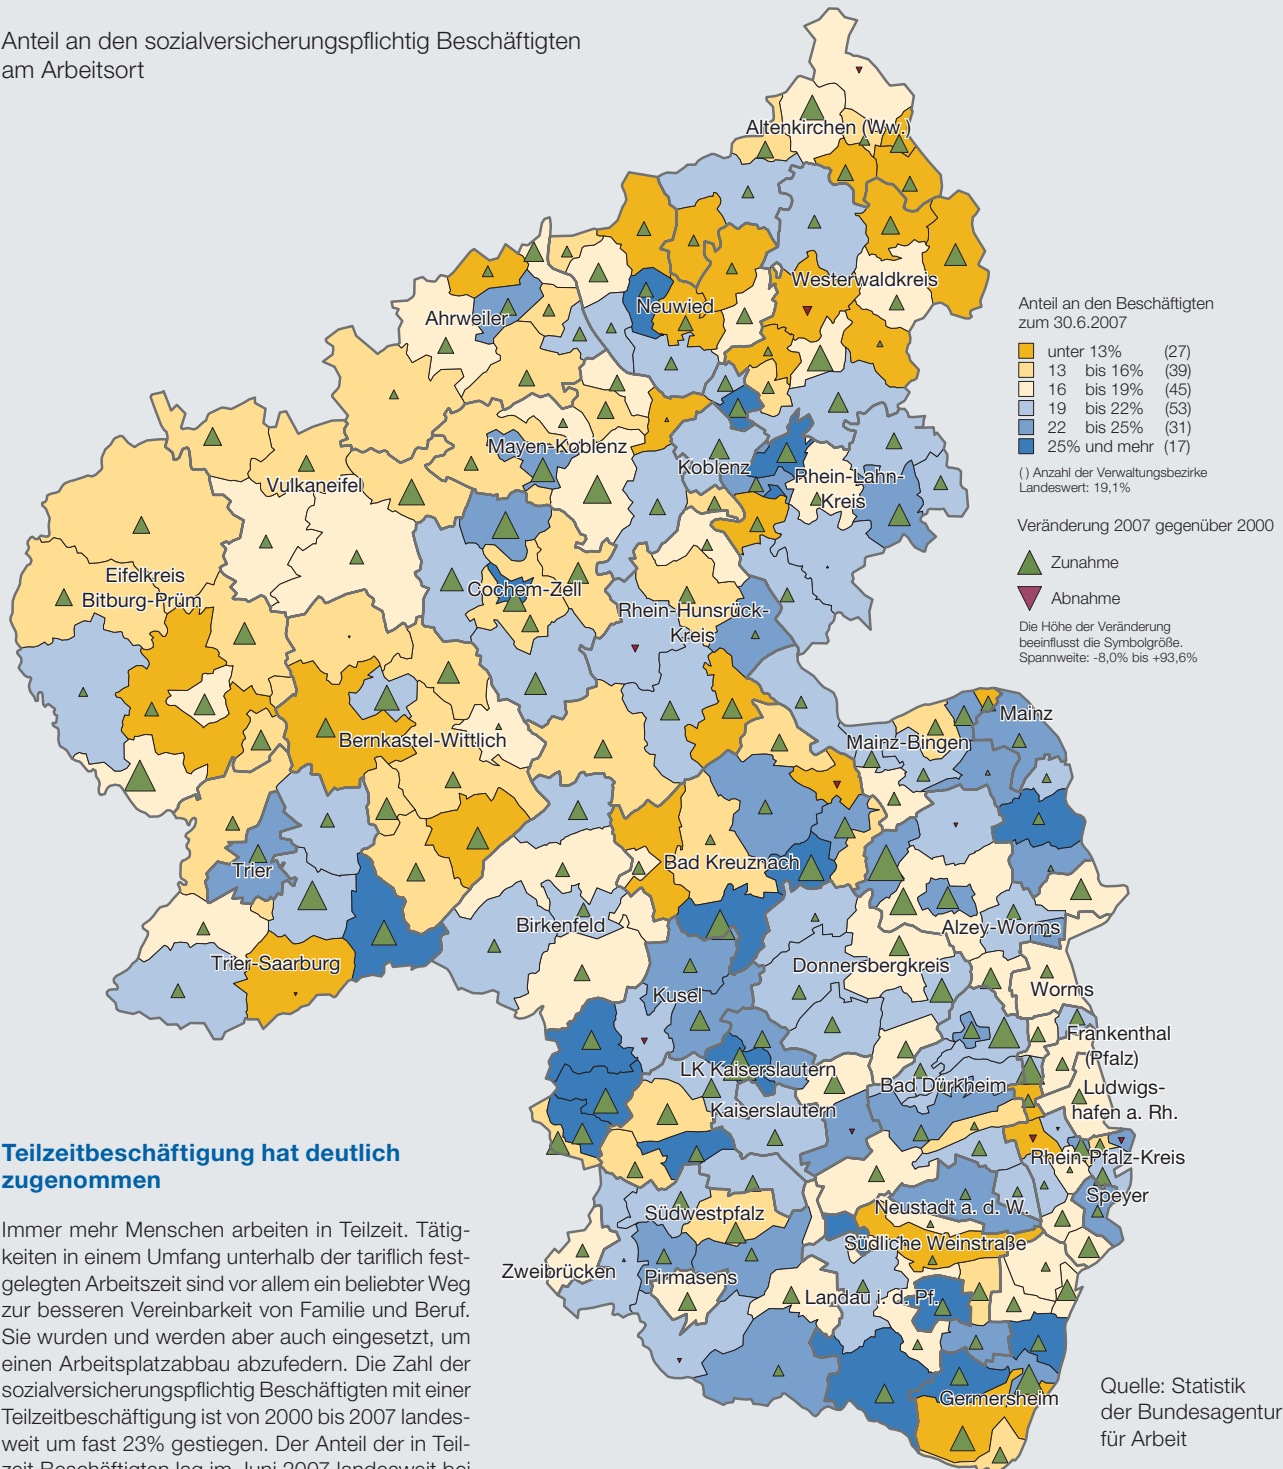 Anteil an den sozialversicherungspflichtig Beschäftigten
am Arbeitsort
Altenkirchen (Ww.)
Westerwaldkreis
Neuwied
Ahrweiler
Mayen-Koblenz
Koblenz
Rhein-Lahn-
Kreis
Vulkaneifel
Eifelkreis
Bitburg-Prüm
Cochem-Zell
Rhein-Hunsrück-
Kreis
Bernkastel-Wittlich
Mainz
Mainz-Bingen
Trier
Bad Kreuznach
Birkenfeld
Alzey-Worms
Trier-Saarburg
Donnersbergkreis
Worms
Kusel
Frankenthal
(Pfalz)
LK Kaiserslautern
Bad Dürkheim
Ludwigs-
hafen a. Rh.
Kaiserslautern
Rhein-Pfalz-Kreis
Speyer
Neustadt a. d. W.
Südwestpfalz
Südliche Weinstraße
Zweibrücken
Pirmasens
Landau i. d. Pf.
Germersheim
Anteil an den Beschäftigten
zum 30.6.2007
unter 13% (27)
13 bis 16% (39)
16 bis 19% (45)
19 bis 22% (53)
22 bis 25% (31)
25% und mehr (17)
( ) Anzahl der Verwaltungsbezirke
Landeswert: 19,1%
Veränderung 2007 gegenüber 2000
Zunahme
Abnahme
Die Höhe der Veränderung
beeinflusst die Symbolgröße.
Spannweite: -8,0% bis +93,6%
Teilzeitbeschäftigung hat deutlich
zugenommen
Immer mehr Menschen arbeiten in Teilzeit. Tätig-
keiten in einem Umfang unterhalb der tariflich fest-
gelegten Arbeitszeit sind vor allem ein beliebter Weg
zur besseren Vereinbarkeit von Familie und Beruf.
Sie wurden und werden aber auch eingesetzt, um
einen Arbeitsplatzabbau abzufedern. Die Zahl der
sozialversicherungspflichtig Beschäftigten mit einer
Teilzeitbeschäftigung ist von 2000 bis 2007 landes-
weit um fast 23% gestiegen. Der Anteil der in Teil-
zeit Beschäftigten lag im Juni 2007 landesweit bei
Quelle: Statistik
der Bundesagentur
für Arbeit